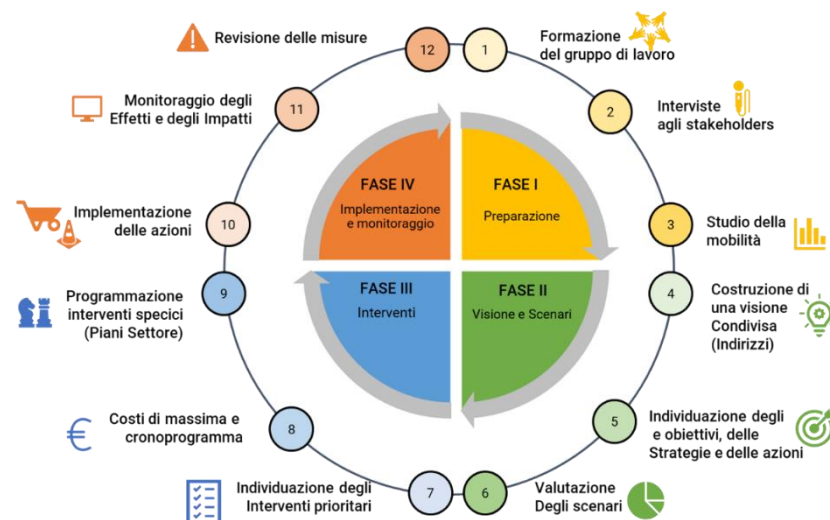 1
Formazione
del gruppo di lavoro
2
Interviste
agli stakeholders
3
Studio della
mobilità
4
Costruzione di
una visione
Condivisa
(Indirizzi)
5
Individuazione degli
e obiettivi, delle
Strategie e delle azioni
6
Valutazione
Degli scenari
7
Individuazione degli
Interventi prioritari
8
Costi di massima e
cronoprogramma
9
Programmazione
interventi specici
(Piani Settore)
10
Implementazione
delle azioni
11
Monitoraggio degli
Effetti e degli Impatti
12
Revisione delle misure
FASE I
Preparazione
FASE II
Visione e Scenari
FASE III
Interventi
FASE IV
Implementazione
e monitoraggio
€